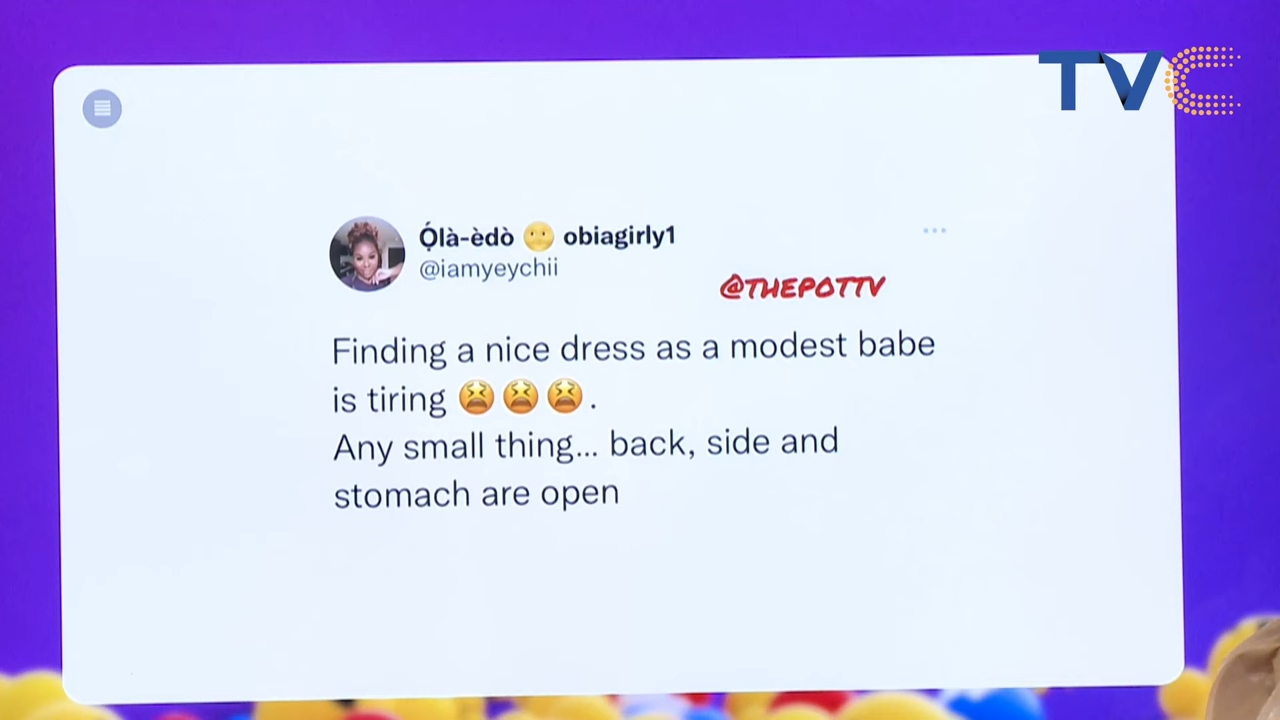 TVC
Ọ́là-èdò 🌝 obiagirly1
@iamyeychii
@THEPOTTV
Finding a nice dress as a modest babe
is tiring 😫😫😫.
Any small thing... back, side and
stomach are open